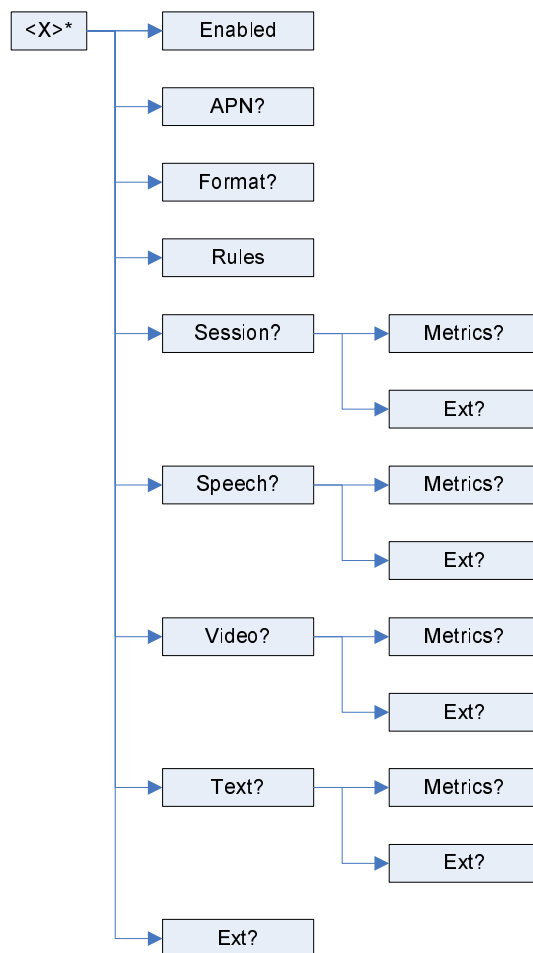 <X>*
Enabled
APN?
Format?
Rules
Session?
Metrics?
Ext?
Speech?
Metrics?
Ext?
Video?
Metrics?
Ext?
Text?
Metrics?
Ext?
Ext?